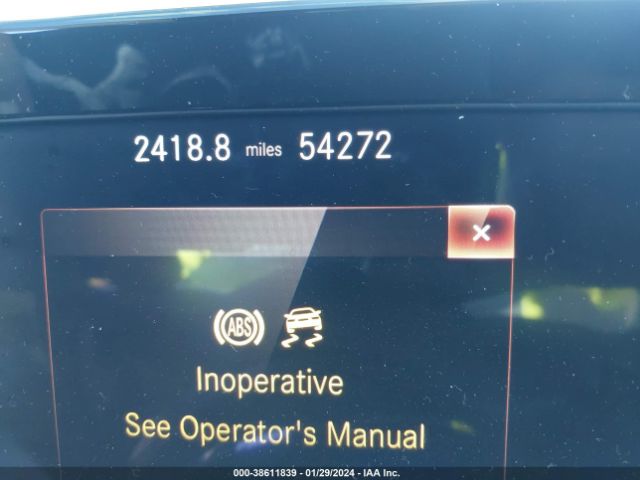 2418.8 miles 54272
×
ABS
Inoperative
See Operator's Manual
000-38611839 - 01/29/2024 - IAA Inc.